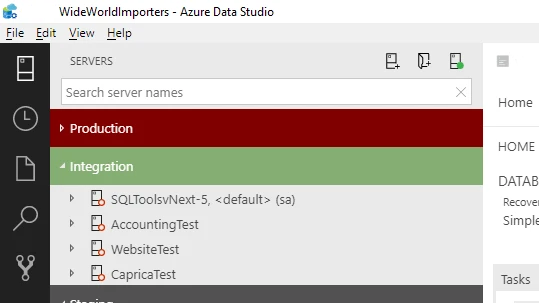 WideWorldImporters - Azure Data Studio
File Edit View Help
SERVERS
Search server names
Production
Integration
SQLToolsvNext-5, <default> (sa)
AccountingTest
WebsiteTest
CapricaTest
Home
HOME
DATAB
Recover
Simple
Tasks